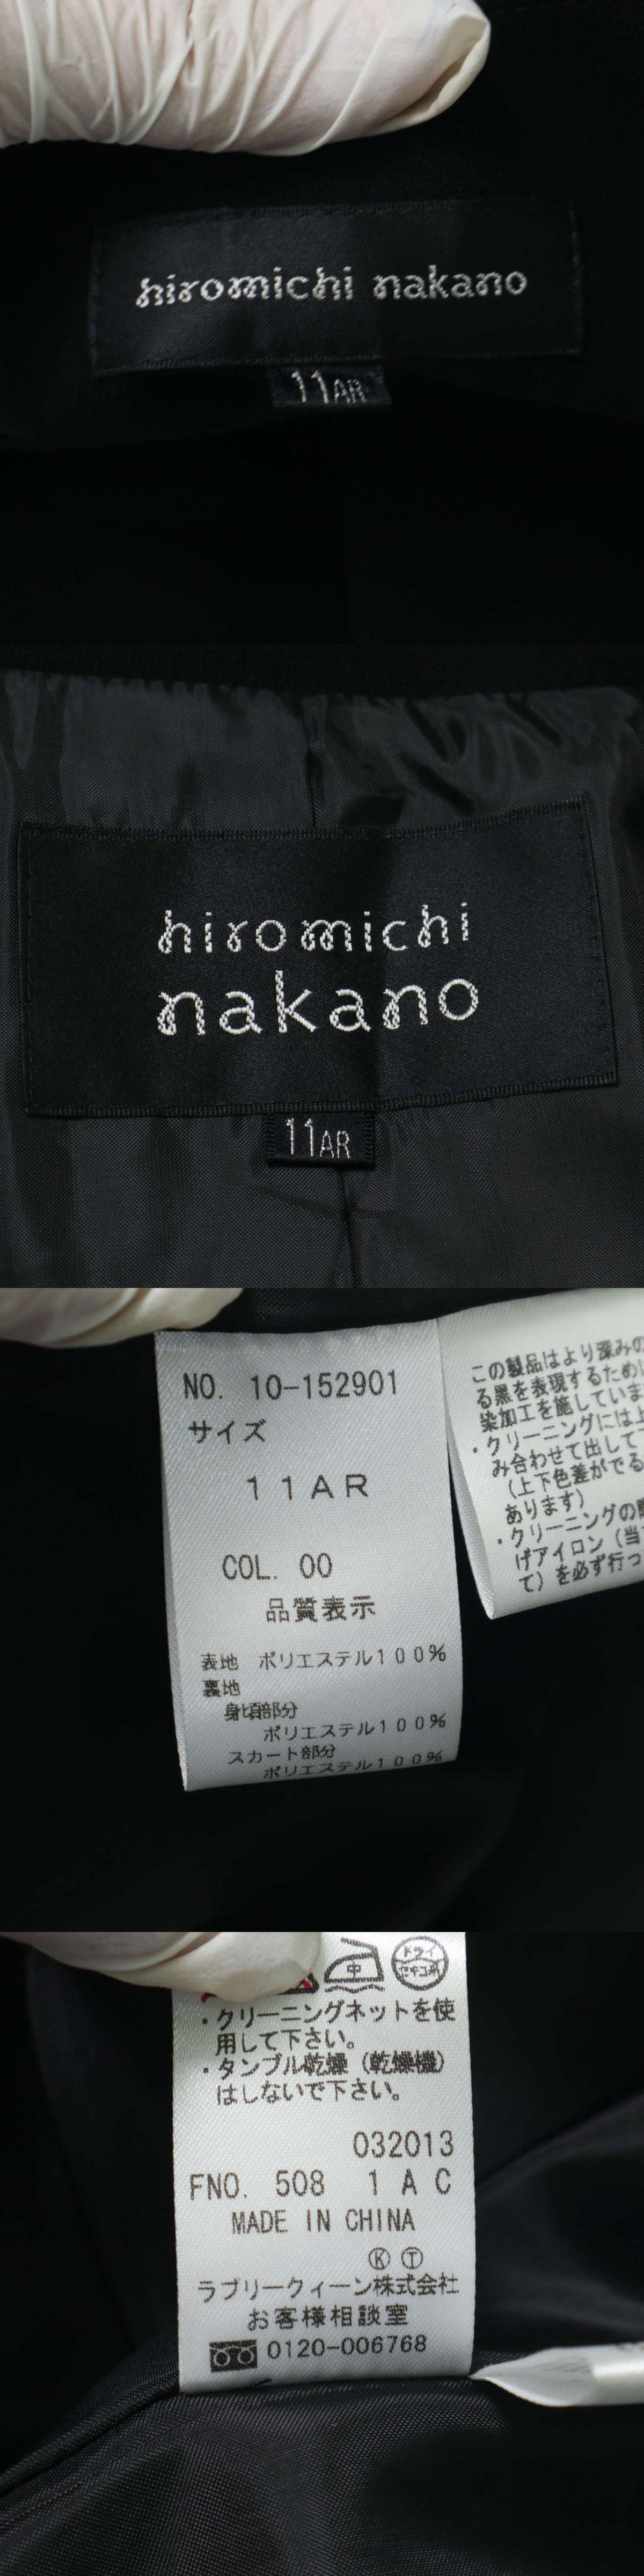 hiromichi nakano
11AR
hiromichi
nakano
11AR
NO. 10-152901
サイズ
11AR
COL. 00
品質表示
表地 ポリエステル100%
裏地
身頃部分
ポリエステル100%
スカート部分
ポリエステル100%
この製品はより深みの
る黒を表現するため
染加工を施していま
・クリーニングには上
み合わせて出して
(上下色差がでる
あります)
・クリーニングの
げアイロン(当
て)を必ず行っ
中
ドライ
セキユ系
・クリーニングネットを使
用して下さい。
・タンブル乾燥(乾燥機)
はしないで下さい。
032013
FNO. 508 1 A C
MADE IN CHINA
Ⓚ Ⓣ
ラブリークィーン株式会社
お客様相談室
0120-006768